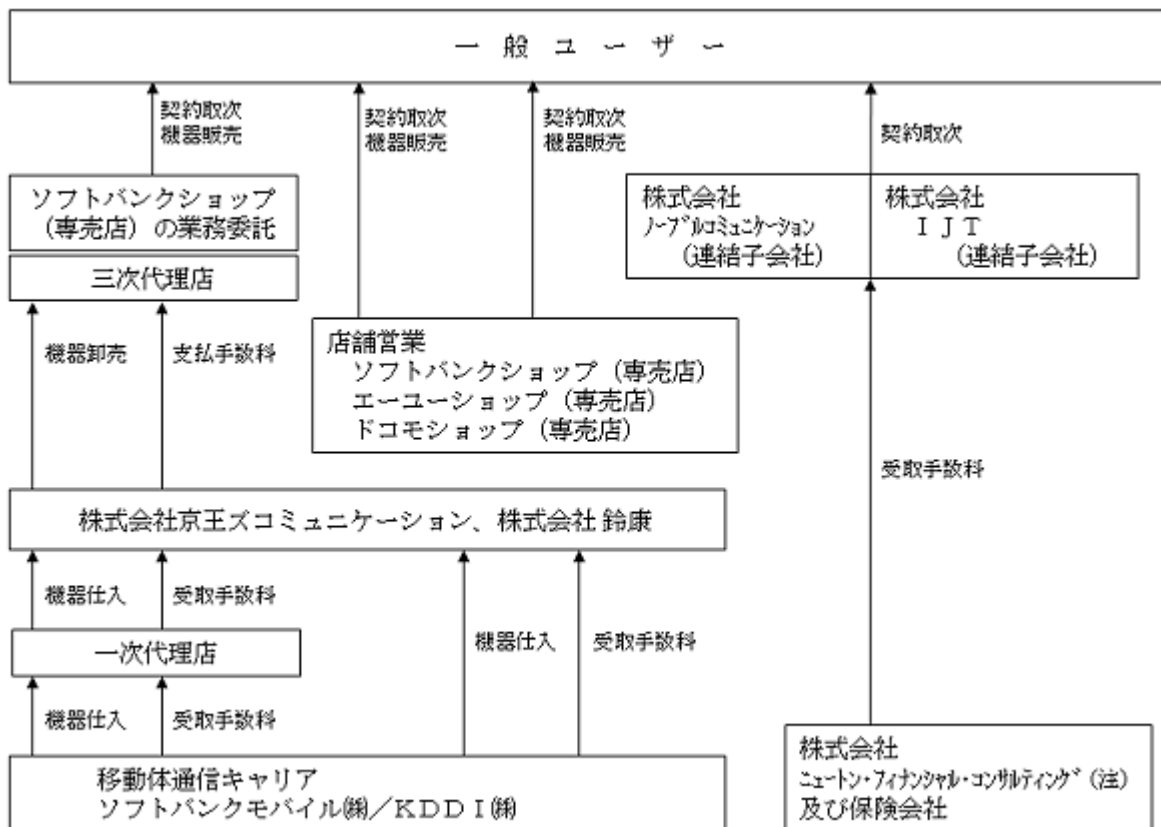 一般ユーザー
契約取次
機器販売
契約取次
機器販売
契約取次
機器販売
契約取次
ソフトバンクショップ
（専売店）の業務委託
三次代理店
株式会社
ノーブルコミュニケーション
（連結子会社）
株式会社
ＩＪＴ
（連結子会社）
機器卸売
支払手数料
店舗営業
ソフトバンクショップ（専売店）
エーユーショップ（専売店）
ドコモショップ（専売店）
受取手数料
株式会社京王ズコミュニケーション、株式会社 鈴康
機器仕入
受取手数料
機器仕入
受取手数料
一次代理店
機器仕入
受取手数料
移動体通信キャリア
ソフトバンクモバイル㈱／ＫＤＤＩ㈱
株式会社
ニュートン・フィナンシャル・コンサルティング（注）
及び保険会社